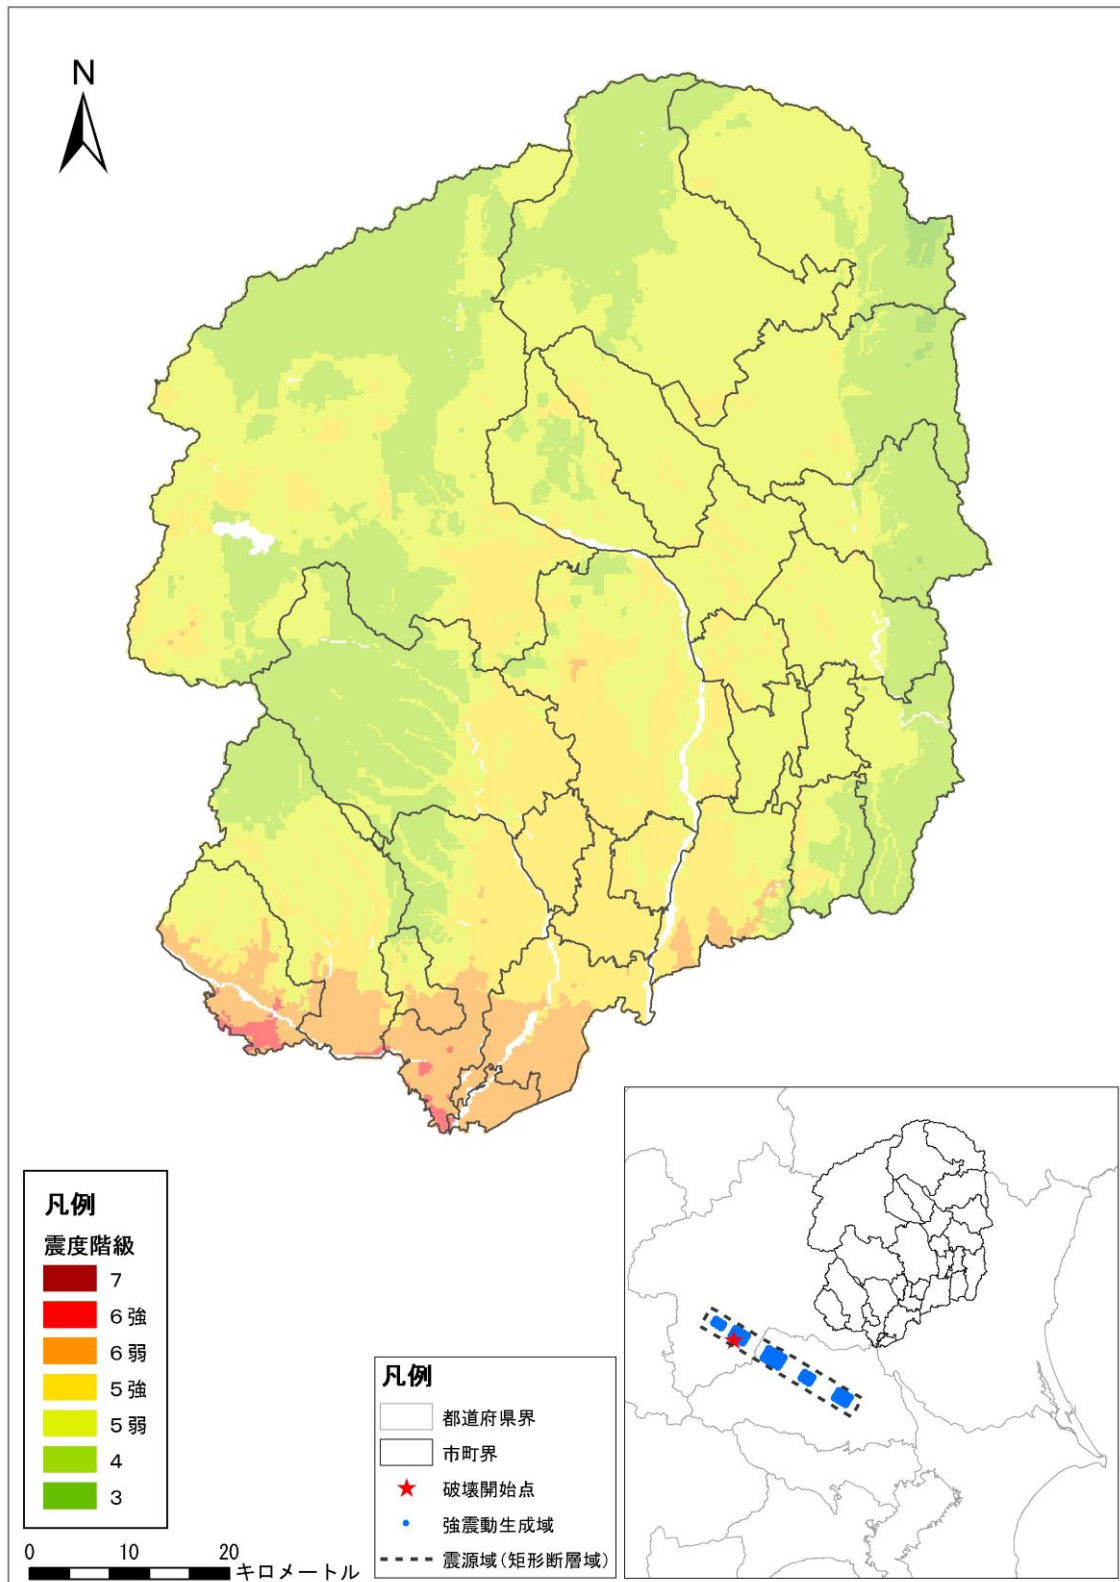 N
凡例
震度階級
7
6強
6弱
5強
5弱
4
3
0 10 20
キロメートル
凡例
都道府県界
市町界
破壊開始点
強震動生成域
震源域(矩形断層域)